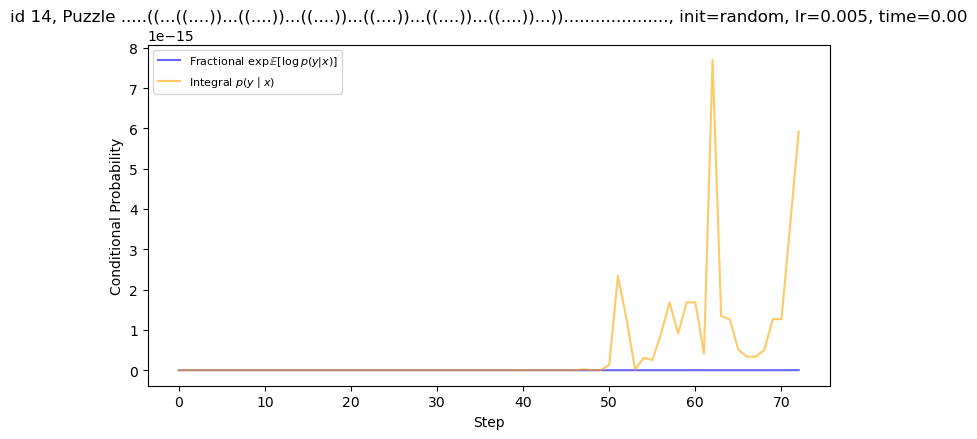 id 14, Puzzle .....((...((....))...((....))...((....))...((....))...((....))...((....))...))....................., init=random, lr=0.005, time=0.00
1e−15
8
7
6
5
4
3
2
1
0
Conditional Probability
Fractional exp𝔼[log p(y|x)]
Integral p(y | x)
0 10 20 30 40 50 60 70
Step